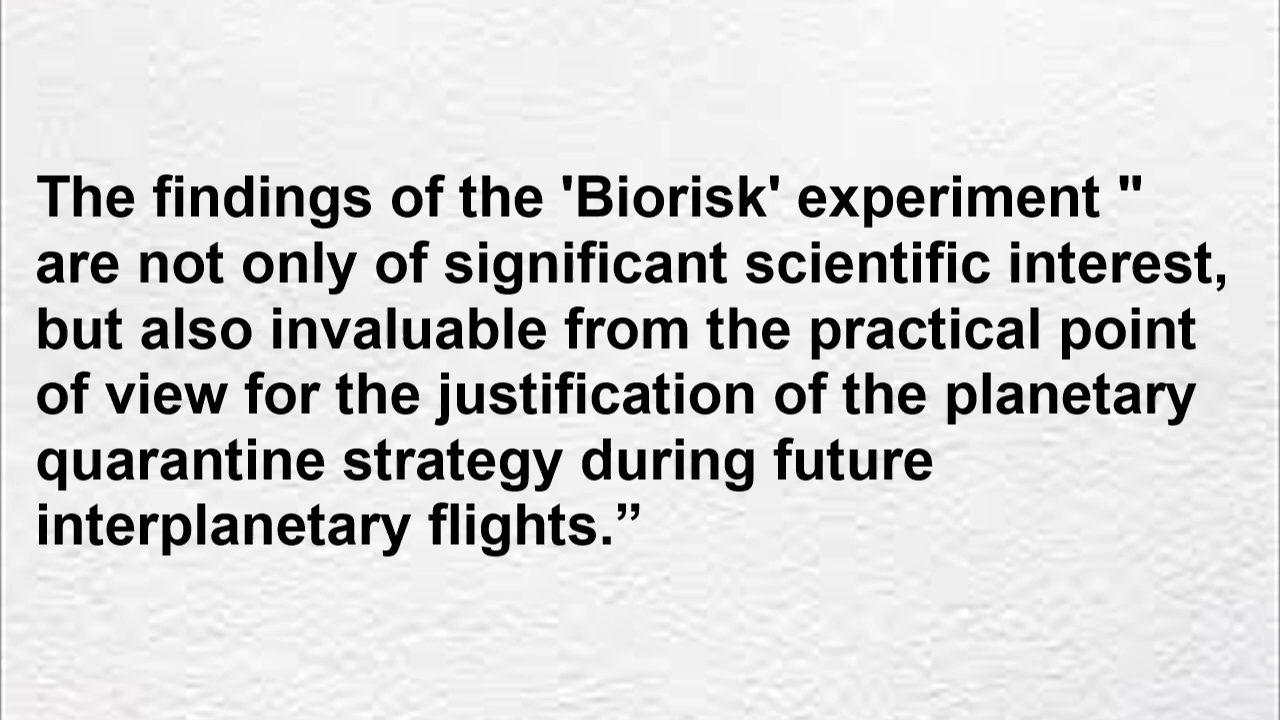 The findings of the 'Biorisk' experiment "
are not only of significant scientific interest,
but also invaluable from the practical point
of view for the justification of the planetary
quarantine strategy during future
interplanetary flights.”